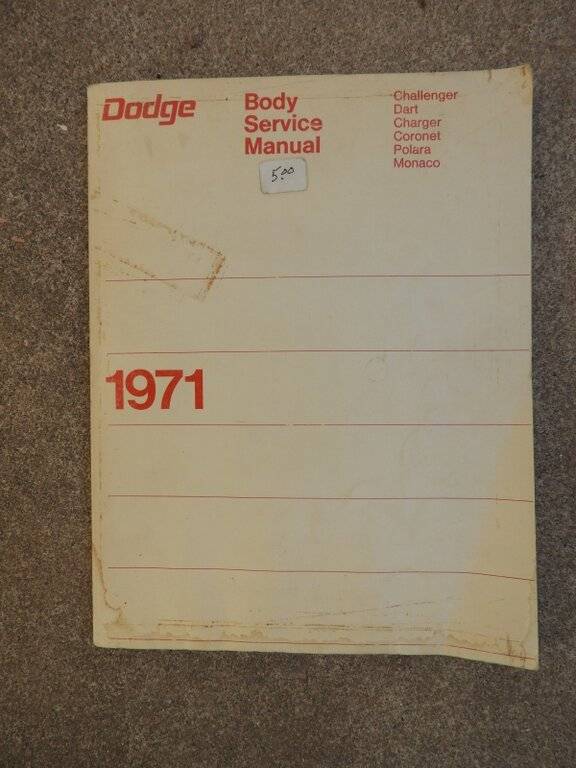 Dodge
Body
Service
Manual
Challenger
Dart
Charger
Coronet
Polara
Monaco
5.00
1971